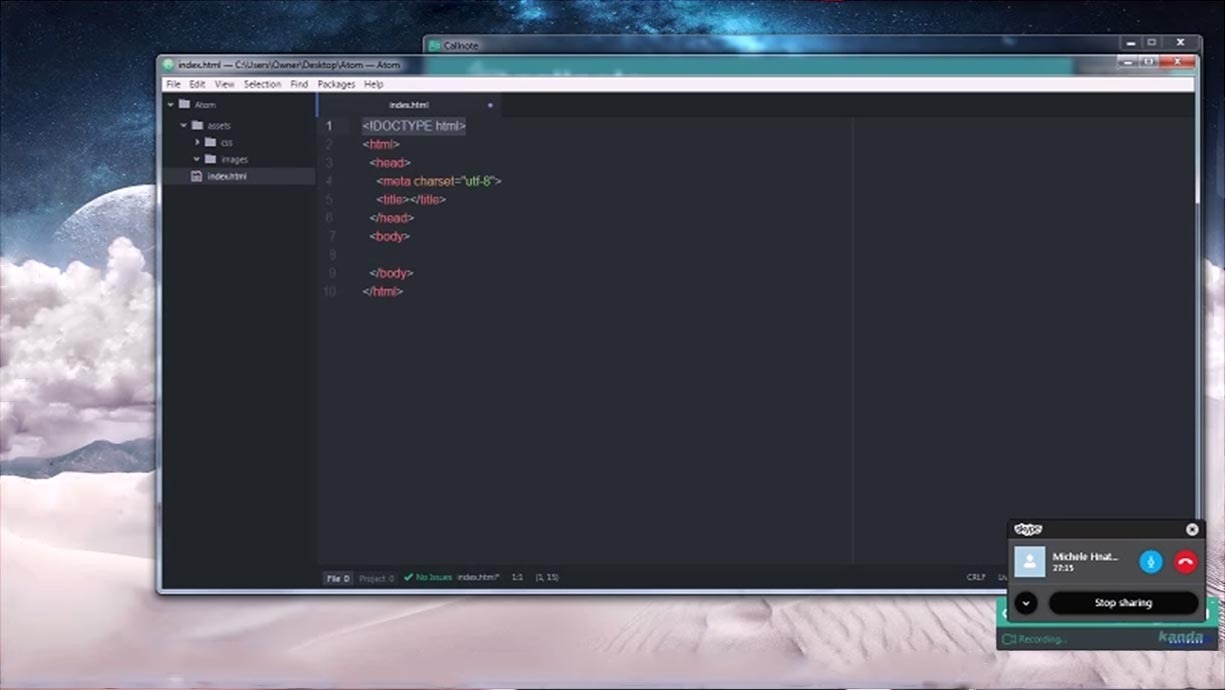 Callnote
index.html — C:\Users\Owner\Desktop\Atom — Atom
File Edit View Selection Find Packages Help
Atom
assets
css
images
index.html
index.html
1 <!DOCTYPE html>
2 <html>
3 <head>
4 <meta charset="utf-8">
5 <title></title>
6 </head>
7 <body>
8
9 </body>
10 </html>
File 0 Project 0 No Issues index.html* 1:1 (1, 15)
CRLF
skype
Michele Hnat...
27:15
Stop sharing
Recording...
kanda